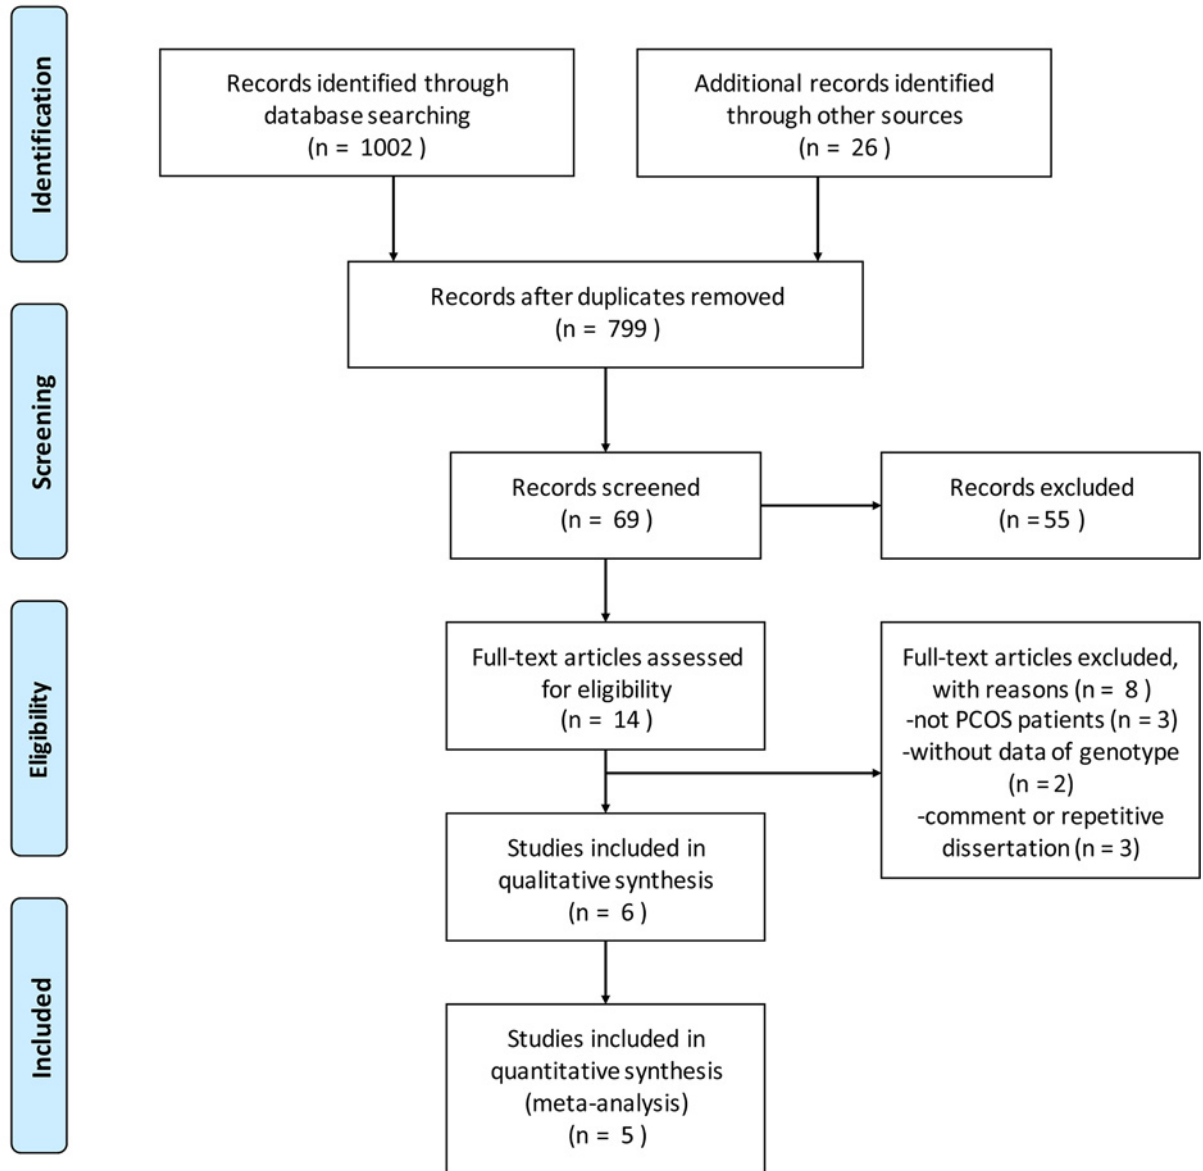 Identification
Records identified through
database searching
(n = 1002 )
Additional records identified
through other sources
(n = 26 )
Records after duplicates removed
(n = 799 )
Screening
Records screened
(n = 69 )
Records excluded
(n = 55 )
Eligibility
Full-text articles assessed
for eligibility
(n = 14 )
Full-text articles excluded,
with reasons (n = 8 )
-not PCOS patients (n = 3)
-without data of genotype
(n = 2)
-comment or repetitive
dissertation (n = 3)
Studies included in
qualitative synthesis
(n = 6 )
Included
Studies included in
quantitative synthesis
(meta-analysis)
(n = 5 )